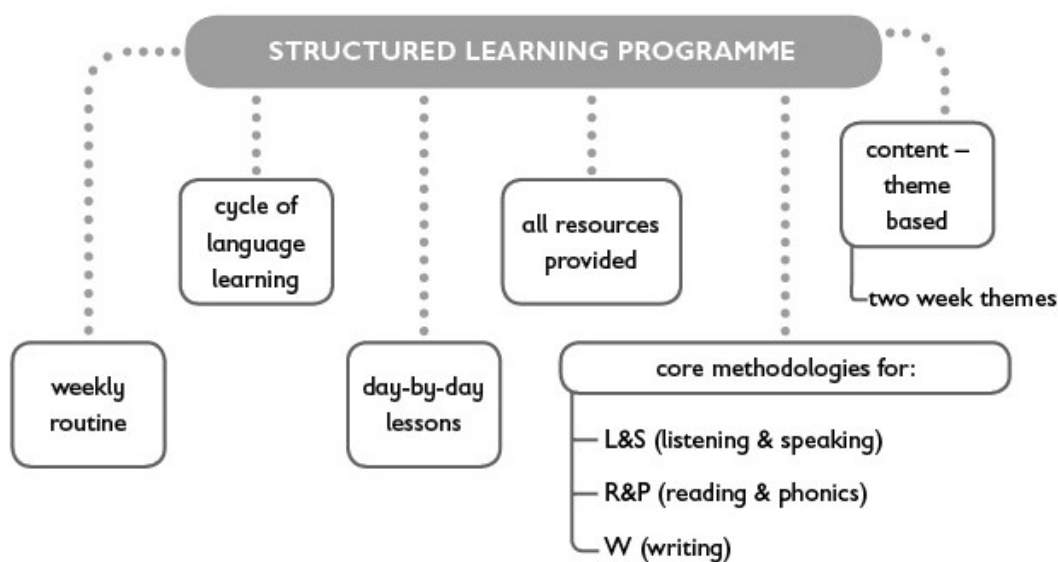 STRUCTURED LEARNING PROGRAMME
weekly
routine
cycle of
language
learning
day-by-day
lessons
all resources
provided
core methodologies for:
L&S (listening & speaking)
R&P (reading & phonics)
W (writing)
content –
theme
based
two week themes